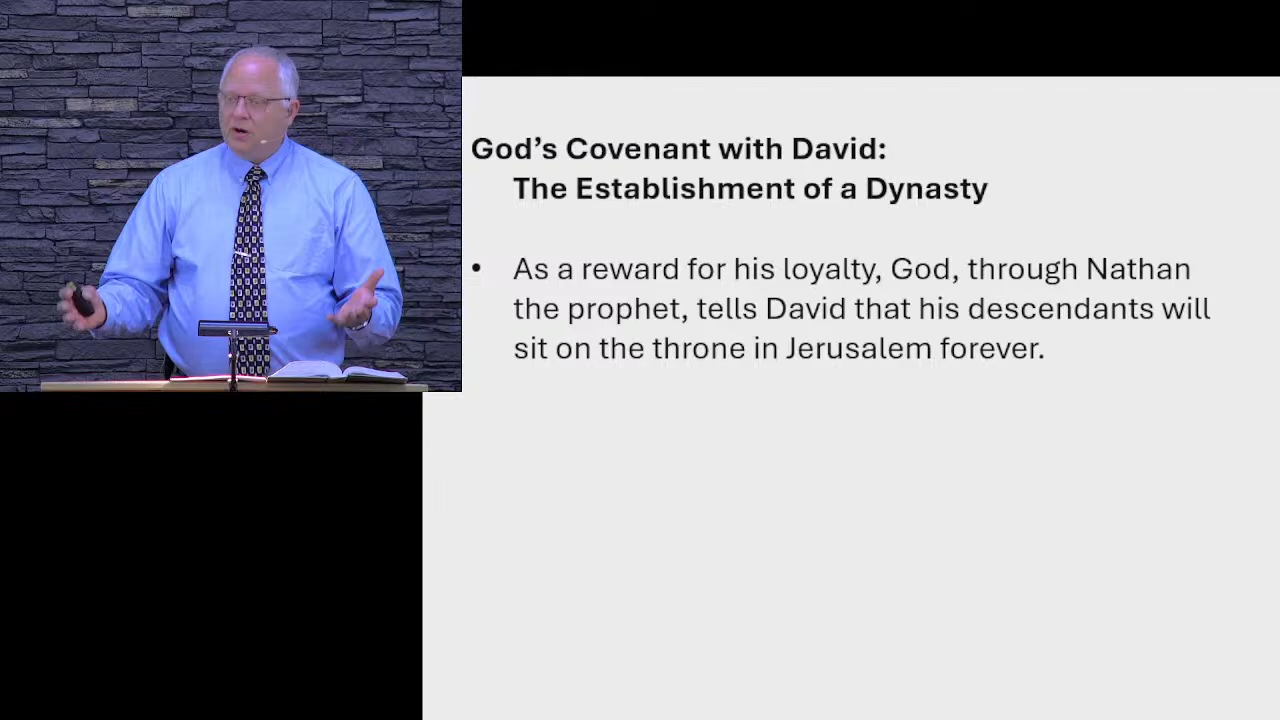 God’s Covenant with David:
The Establishment of a Dynasty
• As a reward for his loyalty, God, through Nathan
the prophet, tells David that his descendants will
sit on the throne in Jerusalem forever.